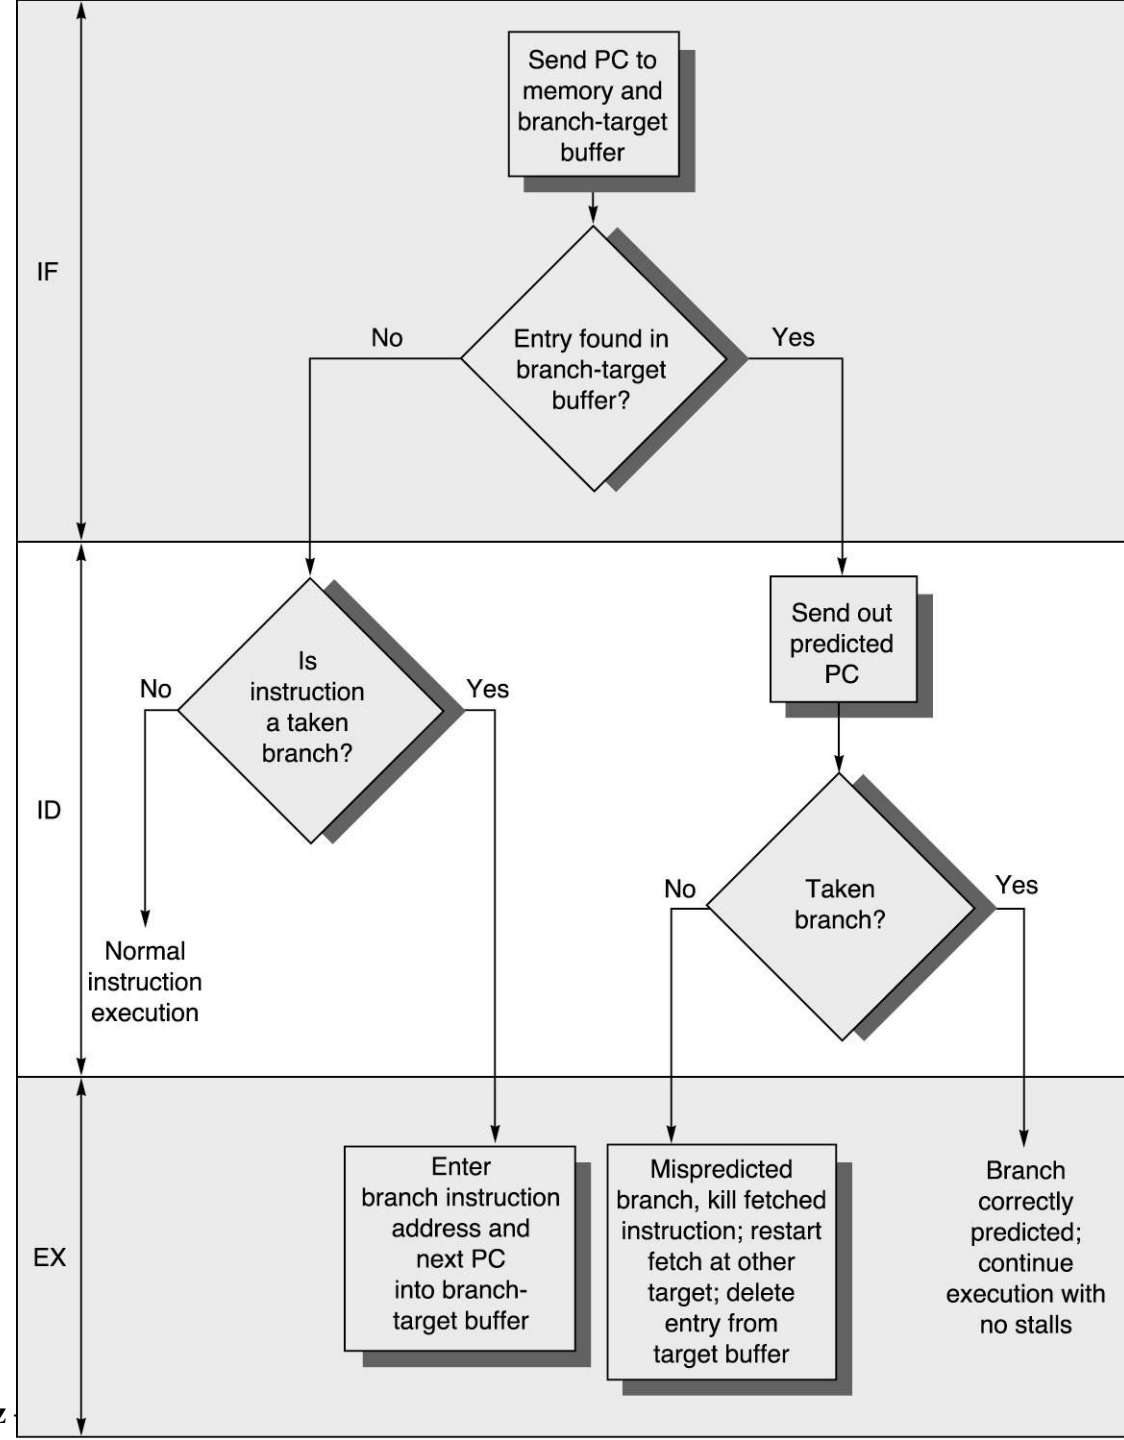 Send PC to
memory and
branch-target
buffer
IF
No
Entry found in
branch-target
buffer?
Yes
Is
instruction
a taken
branch?
No
Yes
Send out
predicted
PC
ID
Taken
branch?
No
Yes
Normal
instruction
execution
EX
Enter
branch instruction
address and
next PC
into branch-
target buffer
Mispredicted
branch, kill fetched
instruction; restart
fetch at other
target; delete
entry from
target buffer
Branch
correctly
predicted;
continue
execution with
no stalls